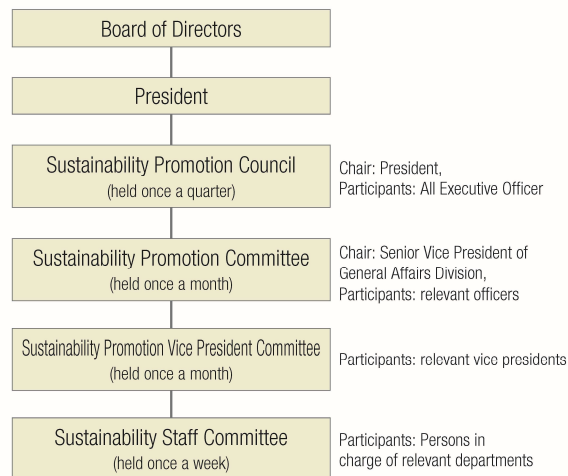 Board of Directors
President
Sustainability Promotion Council
(held once a quarter)
Chair: President,
Participants: All Executive Officer
Sustainability Promotion Committee
(held once a month)
Chair: Senior Vice President of
General Affairs Division,
Participants: relevant officers
Sustainability Promotion Vice President Committee
(held once a month)
Participants: relevant vice presidents
Sustainability Staff Committee
(held once a week)
Participants: Persons in
charge of relevant departments